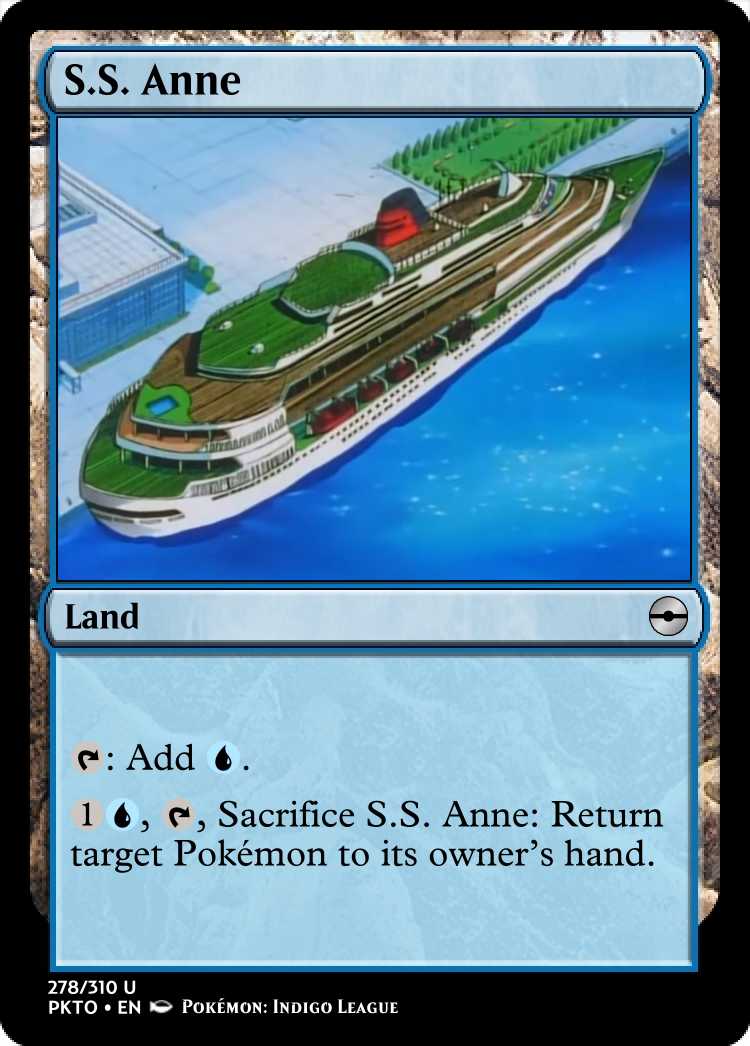 S.S. Anne
Land
: Add .
1, , Sacrifice S.S. Anne: Return
target Pokémon to its owner's hand.
278/310 U
PKTO • EN Pokémon: Indigo League